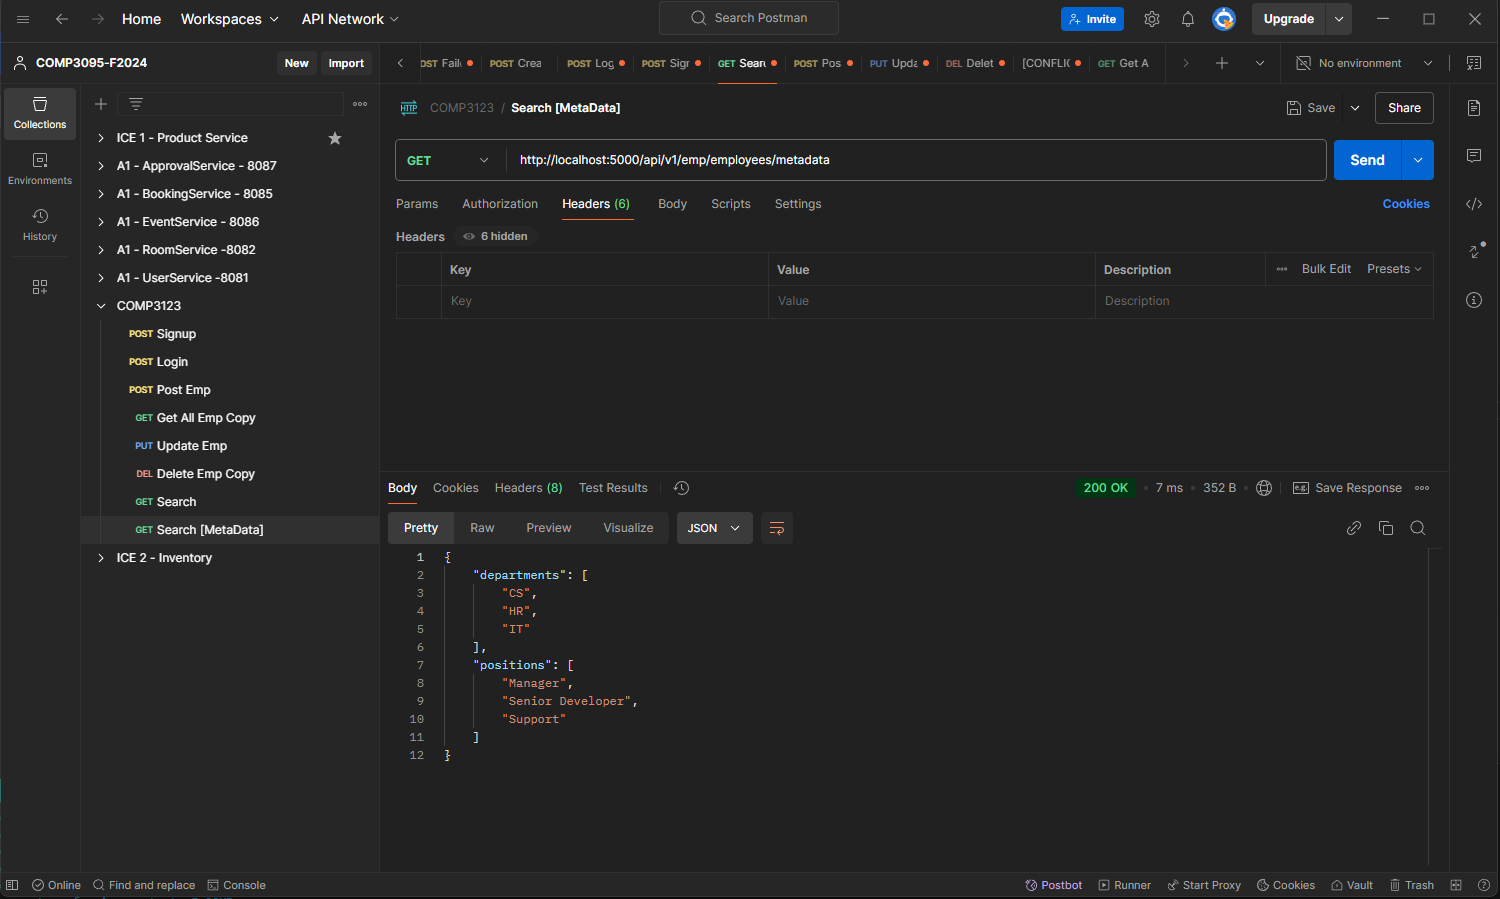 Home Workspaces API Network Search Postman Invite Upgrade
COMP3095-F2024 New Import
OST Faile POST Crea POST Log POST Sign GET Searc POST Pos PUT Upda DEL Delet [CONFLIC GET Get A No environment
Collections
Environments
History
ICE 1 - Product Service
A1 - ApprovalService - 8087
A1 - BookingService - 8085
A1 - EventService - 8086
A1 - RoomService -8082
A1 - UserService -8081
COMP3123
POST Signup
POST Login
POST Post Emp
GET Get All Emp Copy
PUT Update Emp
DEL Delete Emp Copy
GET Search
GET Search [MetaData]
ICE 2 - Inventory
HTTP COMP3123 / Search [MetaData] Save Share
GET http://localhost:5000/api/v1/emp/employees/metadata Send
Params Authorization Headers (6) Body Scripts Settings Cookies
Headers 6 hidden
Key Value Description Bulk Edit Presets
Key Value Description
Body Cookies Headers (8) Test Results 200 OK 7 ms 352 B e.g. Save Response
Pretty Raw Preview Visualize JSON
1 {
2 "departments": [
3 "CS",
4 "HR",
5 "IT"
6 ],
7 "positions": [
8 "Manager",
9 "Senior Developer",
10 "Support"
11 ]
12 }
Online Find and replace Console Postbot Runner Start Proxy Cookies Vault Trash